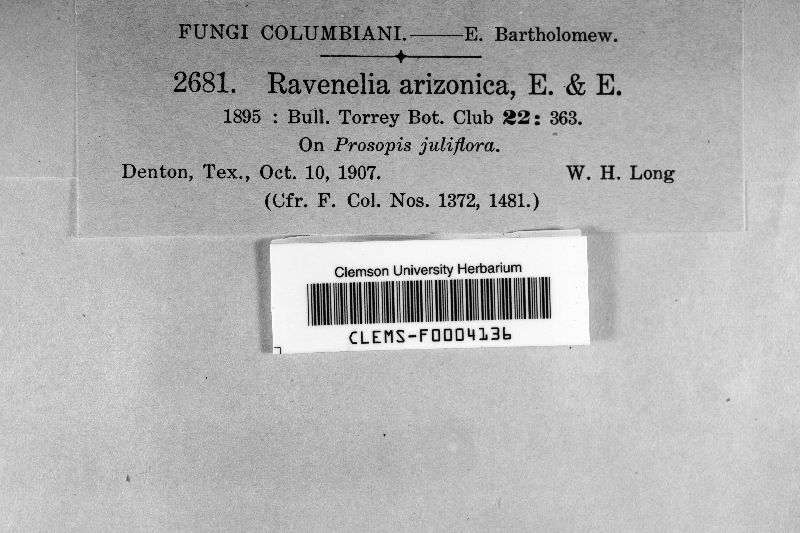 FUNGI COLUMBIANI.——E. Bartholomew.
2681. Ravenelia arizonica, E. & E.
1895 : Bull. Torrey Bot. Club 22: 363.
On Prosopis juliflora.
Denton, Tex., Oct. 10, 1907. W. H. Long
(Cfr. F. Col. Nos. 1372, 1481.)
Clemson University Herbarium
CLEMS-F0004136